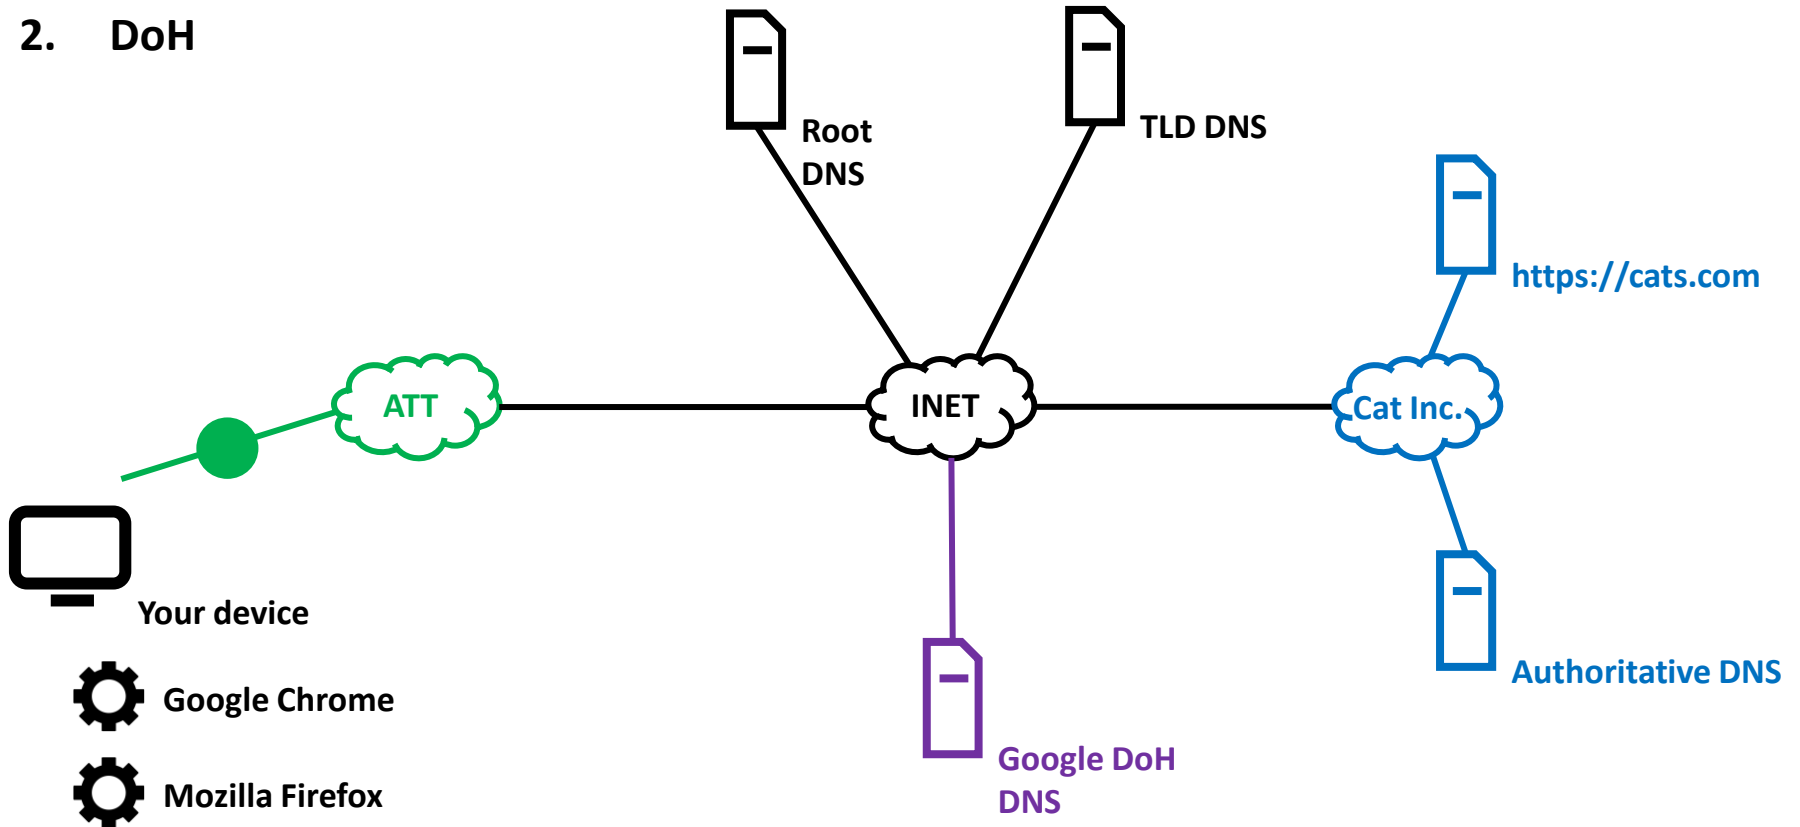 2. DoH
Root
DNS
TLD DNS
https://cats.com
ATT
INET
Cat Inc.
Your device
Authoritative DNS
Google Chrome
Google DoH
DNS
Mozilla Firefox